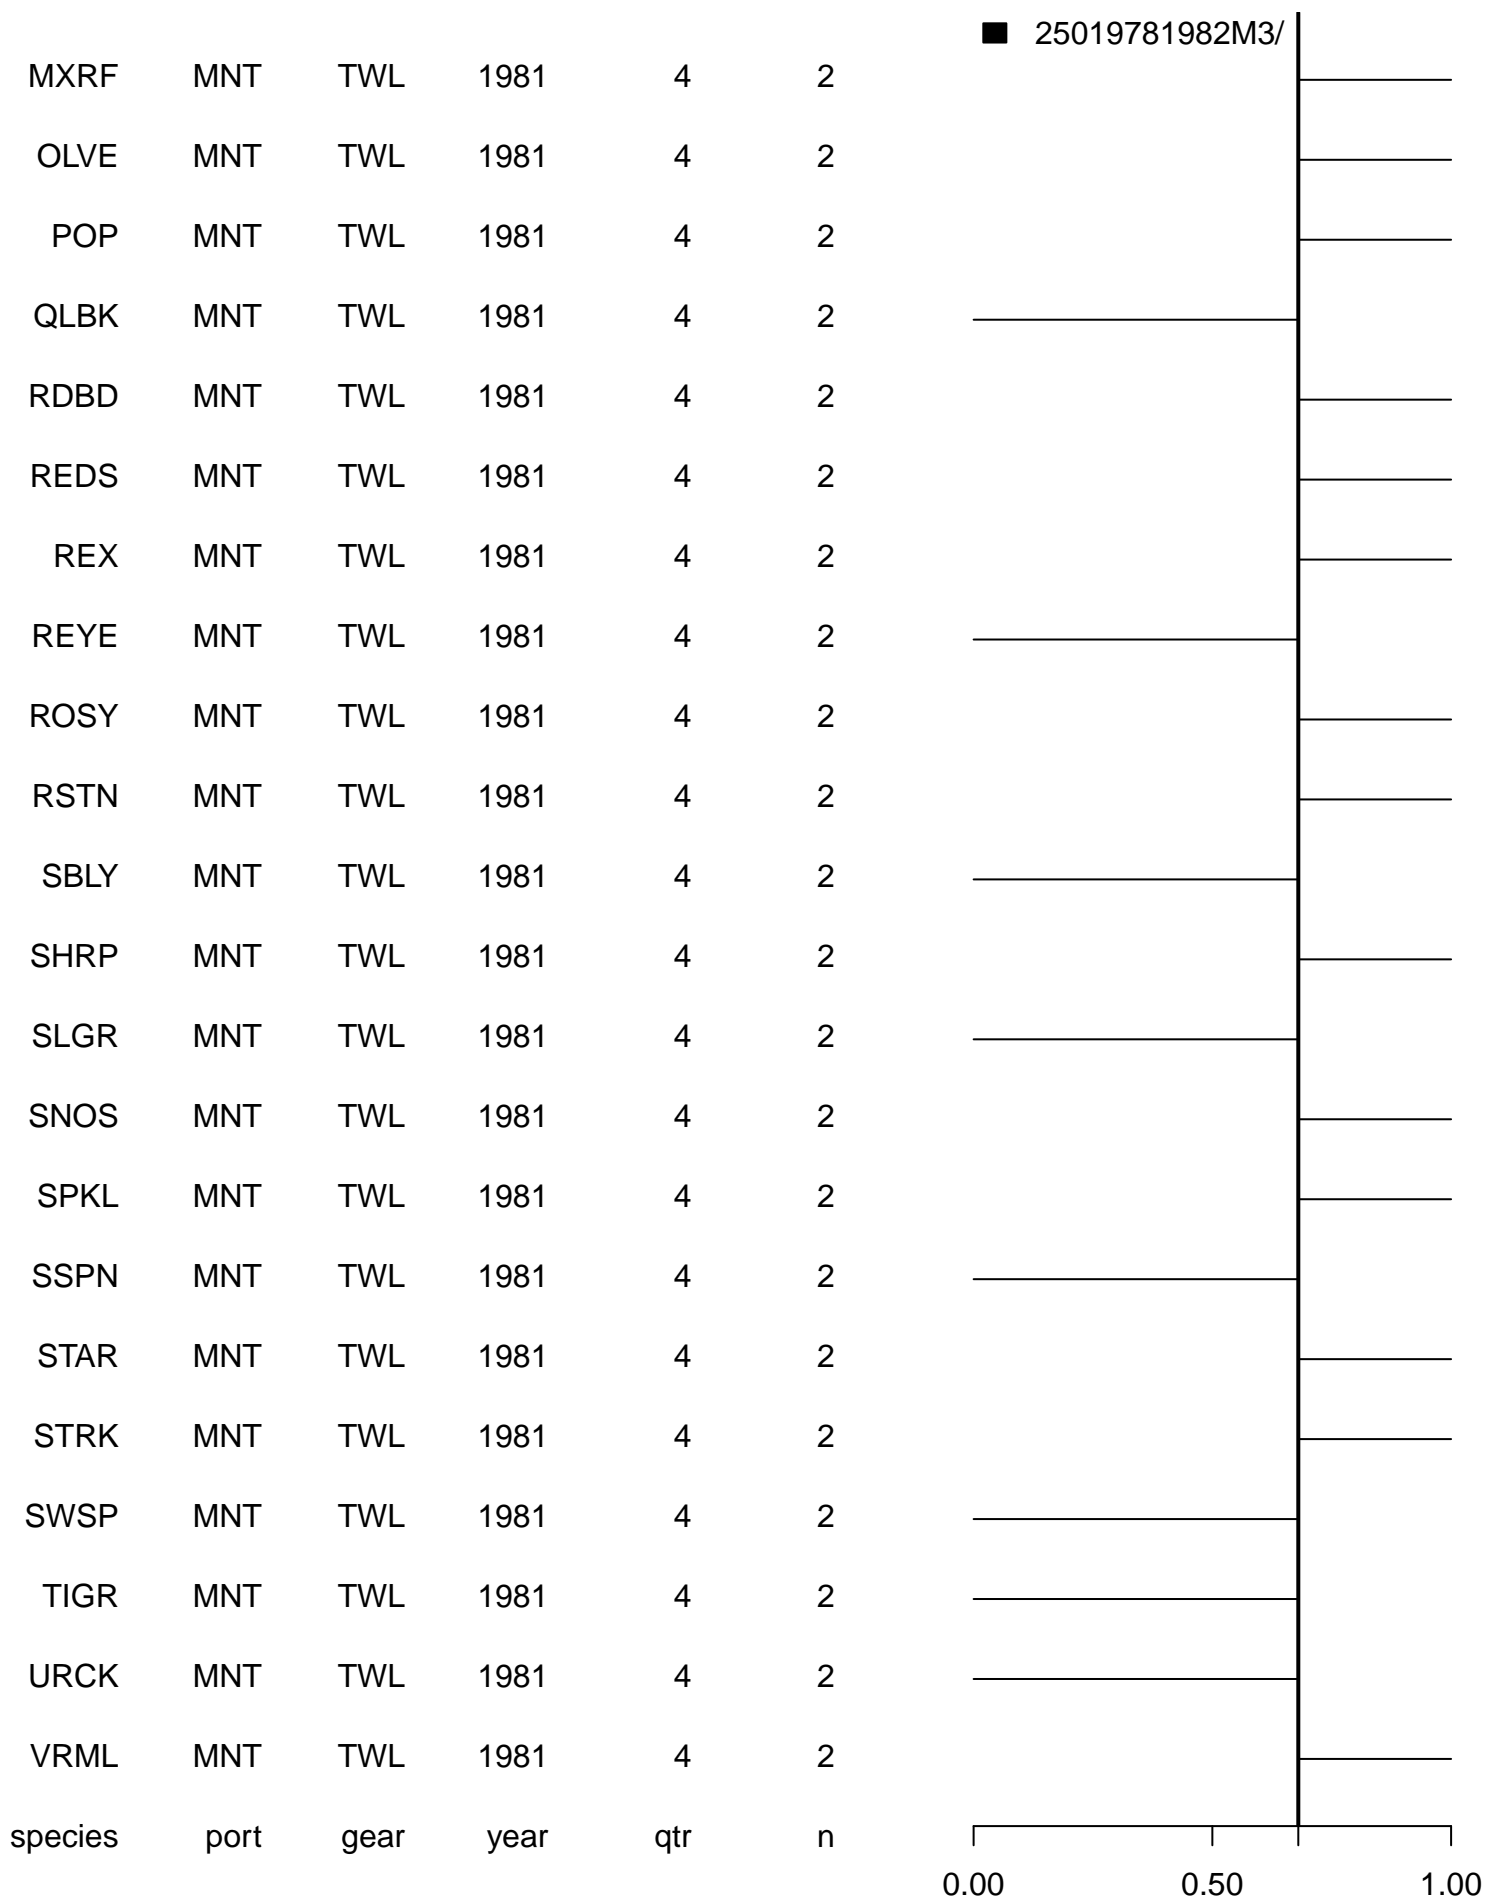 25019781982M3/
MXRF MNT TWL 1981 4 2
OLVE MNT TWL 1981 4 2
POP MNT TWL 1981 4 2
QLBK MNT TWL 1981 4 2
RDBD MNT TWL 1981 4 2
REDS MNT TWL 1981 4 2
REX MNT TWL 1981 4 2
REYE MNT TWL 1981 4 2
ROSY MNT TWL 1981 4 2
RSTN MNT TWL 1981 4 2
SBLY MNT TWL 1981 4 2
SHRP MNT TWL 1981 4 2
SLGR MNT TWL 1981 4 2
SNOS MNT TWL 1981 4 2
SPKL MNT TWL 1981 4 2
SSPN MNT TWL 1981 4 2
STAR MNT TWL 1981 4 2
STRK MNT TWL 1981 4 2
SWSP MNT TWL 1981 4 2
TIGR MNT TWL 1981 4 2
URCK MNT TWL 1981 4 2
VRML MNT TWL 1981 4 2
species port gear year qtr n
0.00 0.50 1.00